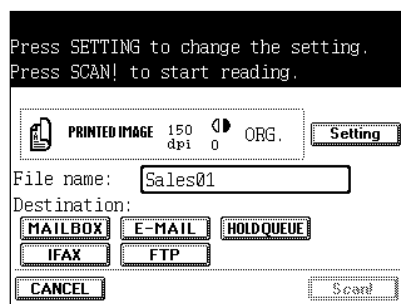 Press SETTING to change the setting.
Press SCAN! to start reading.
PRINTED IMAGE 150 dpi 0 ORG. Setting
File name: Sales01
Destination:
MAILBOX E-MAIL HOLD QUEUE
IFAX FTP
CANCEL Scan!